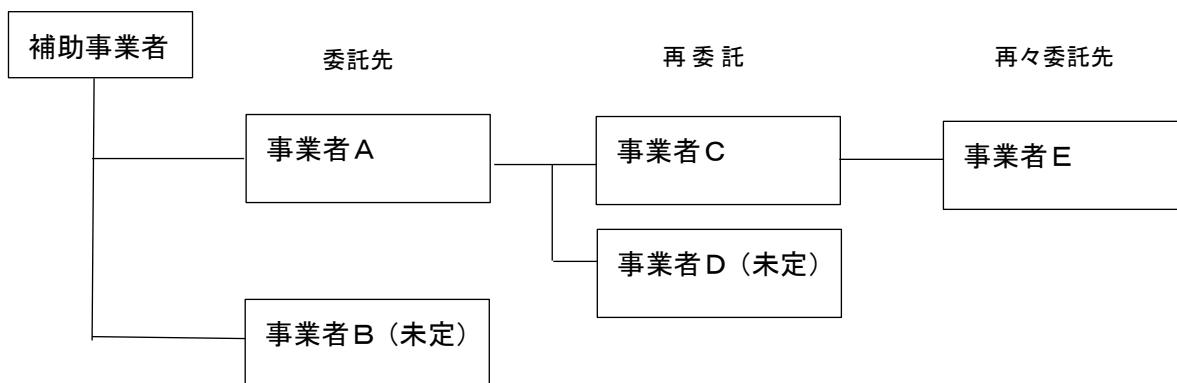 補助事業者
委託先
再委託
再々委託先
事業者A
事業者C
事業者E
事業者D(未定)
事業者B(未定)